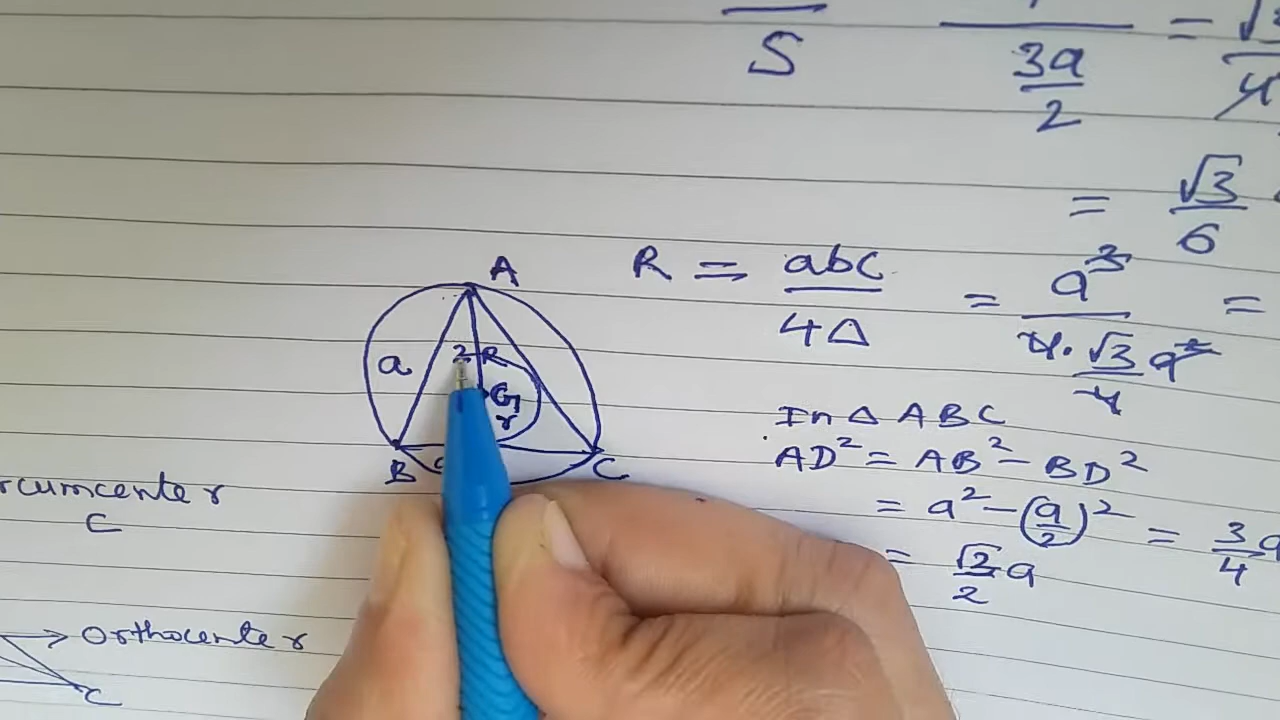 S
3a/2 = √
= √3/6
R = abc/4Δ = a³/4·√3/4 a² =
A
a
2 R
G
r
B
C
In Δ ABC
AD² = AB² – BD²
= a² – (a/2)² = 3/4
= √3/2 a
rcumcenter
C
→ Orthocenter
C